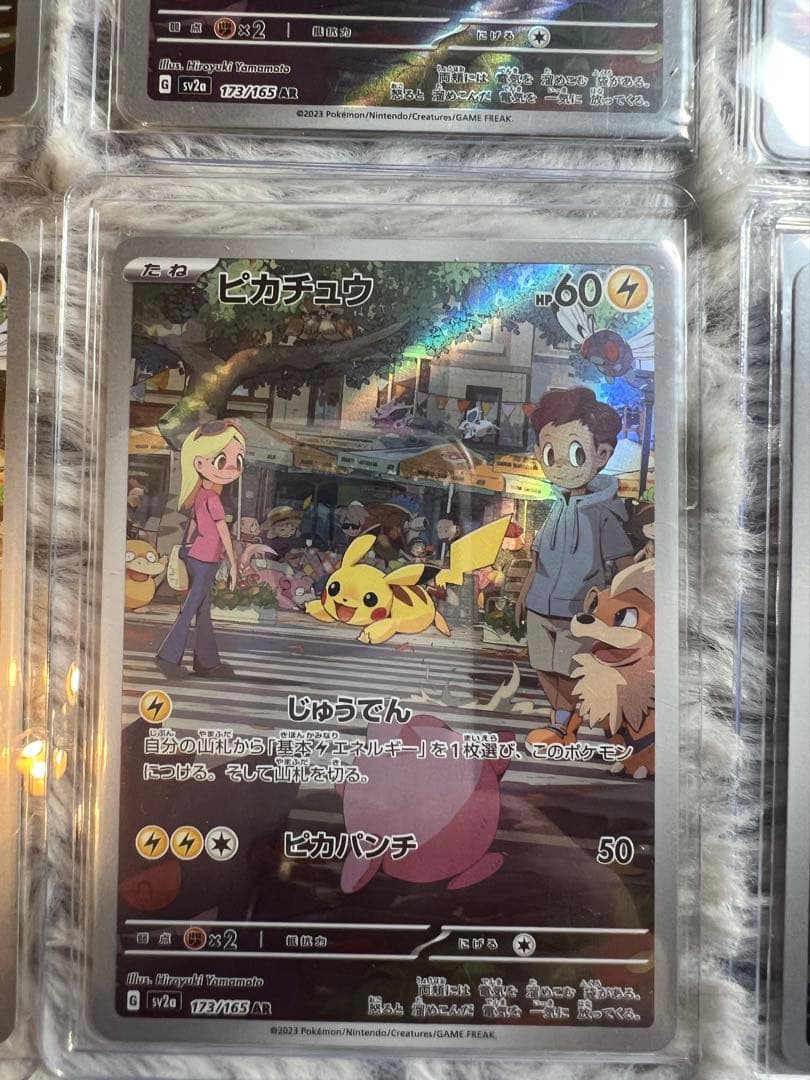 弱点 ×2 抵抗力 にげる
Illus. Hiroyuki Yamamoto
G sv2a 173/165 AR
両頬には 電気を 溜めこむ 袋がある。
怒ると 溜めこんだ 電気を 一気に 放ってくる。
©2023 Pokémon/Nintendo/Creatures/GAME FREAK.
たね ピカチュウ HP60
じゅうでん
自分の山札から「基本エネルギー」を1枚選び、このポケモン
につける。そして山札を切る。
ピカパンチ 50
弱点 ×2 抵抗力 にげる
Illus. Hiroyuki Yamamoto
G sv2a 173/165 AR
両頬には 電気を 溜めこむ 袋がある。
怒ると 溜めこんだ 電気を 一気に 放ってくる。
©2023 Pokémon/Nintendo/Creatures/GAME FREAK.